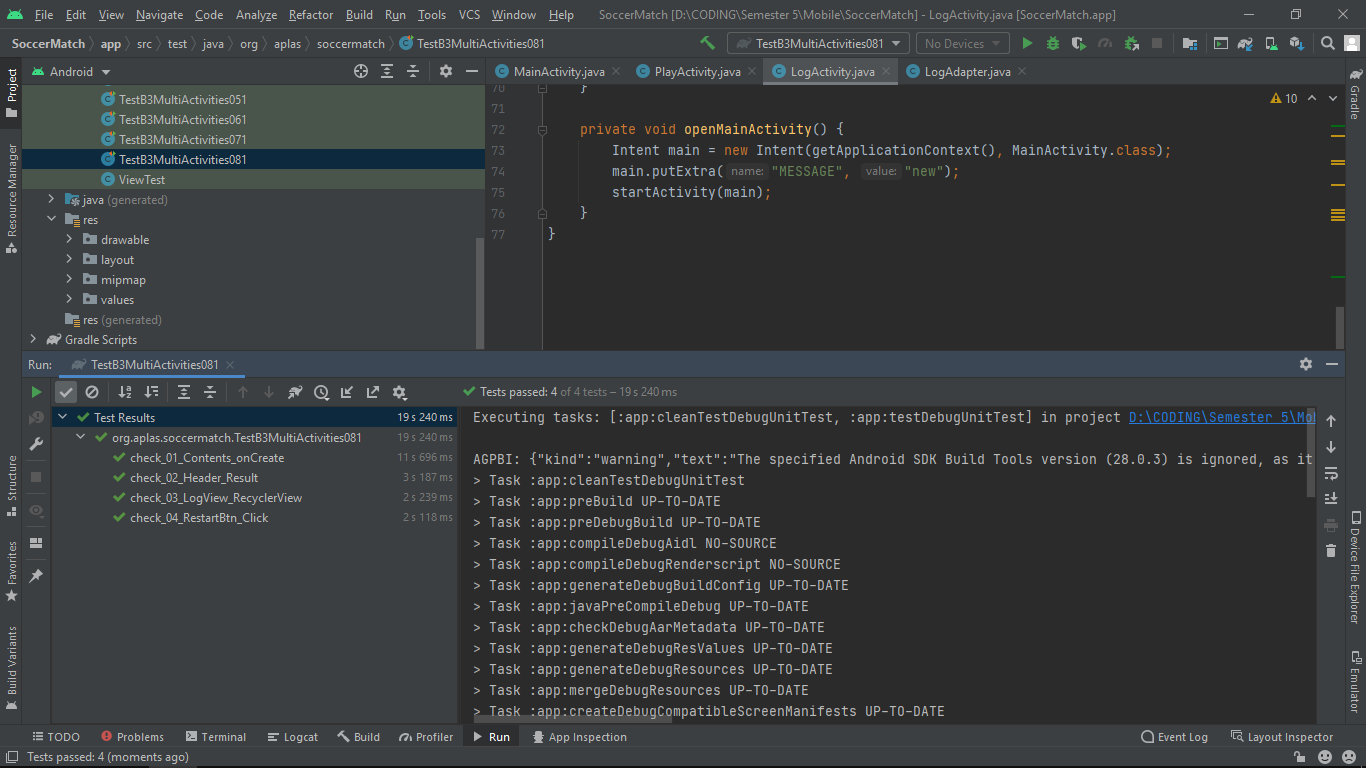 File Edit View Navigate Code Analyze Refactor Build Run Tools VCS Window Help SoccerMatch [D:\CODING\Semester 5\Mobile\SoccerMatch] - LogActivity.java [SoccerMatch.app]
SoccerMatch app src test java org aplas soccermatch TestB3MultiActivities081 TestB3MultiActivities081 No Devices
Project
Resource Manager
Structure
Favorites
Build Variants
Android
TestB3MultiActivities051
TestB3MultiActivities061
TestB3MultiActivities071
TestB3MultiActivities081
ViewTest
java (generated)
res
drawable
layout
mipmap
values
res (generated)
Gradle Scripts
MainActivity.java PlayActivity.java LogActivity.java LogAdapter.java
10
70 }
71
72 private void openMainActivity() {
73 Intent main = new Intent(getApplicationContext(), MainActivity.class);
74 main.putExtra( name: "MESSAGE", value: "new");
75 startActivity(main);
76 }
77 }
Gradle
Device File Explorer
Emulator
Run: TestB3MultiActivities081
Tests passed: 4 of 4 tests – 19 s 240 ms
Test Results 19 s 240 ms
org.aplas.soccermatch.TestB3MultiActivities081 19 s 240 ms
check_01_Contents_onCreate 11 s 696 ms
check_02_Header_Result 3 s 187 ms
check_03_LogView_RecyclerView 2 s 239 ms
check_04_RestartBtn_Click 2 s 118 ms
Executing tasks: [:app:cleanTestDebugUnitTest, :app:testDebugUnitTest] in project D:\CODING\Semester 5\Mob
AGPBI: {"kind":"warning","text":"The specified Android SDK Build Tools version (28.0.3) is ignored, as it
> Task :app:cleanTestDebugUnitTest
> Task :app:preBuild UP-TO-DATE
> Task :app:preDebugBuild UP-TO-DATE
> Task :app:compileDebugAidl NO-SOURCE
> Task :app:compileDebugRenderscript NO-SOURCE
> Task :app:generateDebugBuildConfig UP-TO-DATE
> Task :app:javaPreCompileDebug UP-TO-DATE
> Task :app:checkDebugAarMetadata UP-TO-DATE
> Task :app:generateDebugResValues UP-TO-DATE
> Task :app:generateDebugResources UP-TO-DATE
> Task :app:mergeDebugResources UP-TO-DATE
> Task :app:createDebugCompatibleScreenManifests UP-TO-DATE
TODO Problems Terminal Logcat Build Profiler Run App Inspection Event Log Layout Inspector
Tests passed: 4 (moments ago)